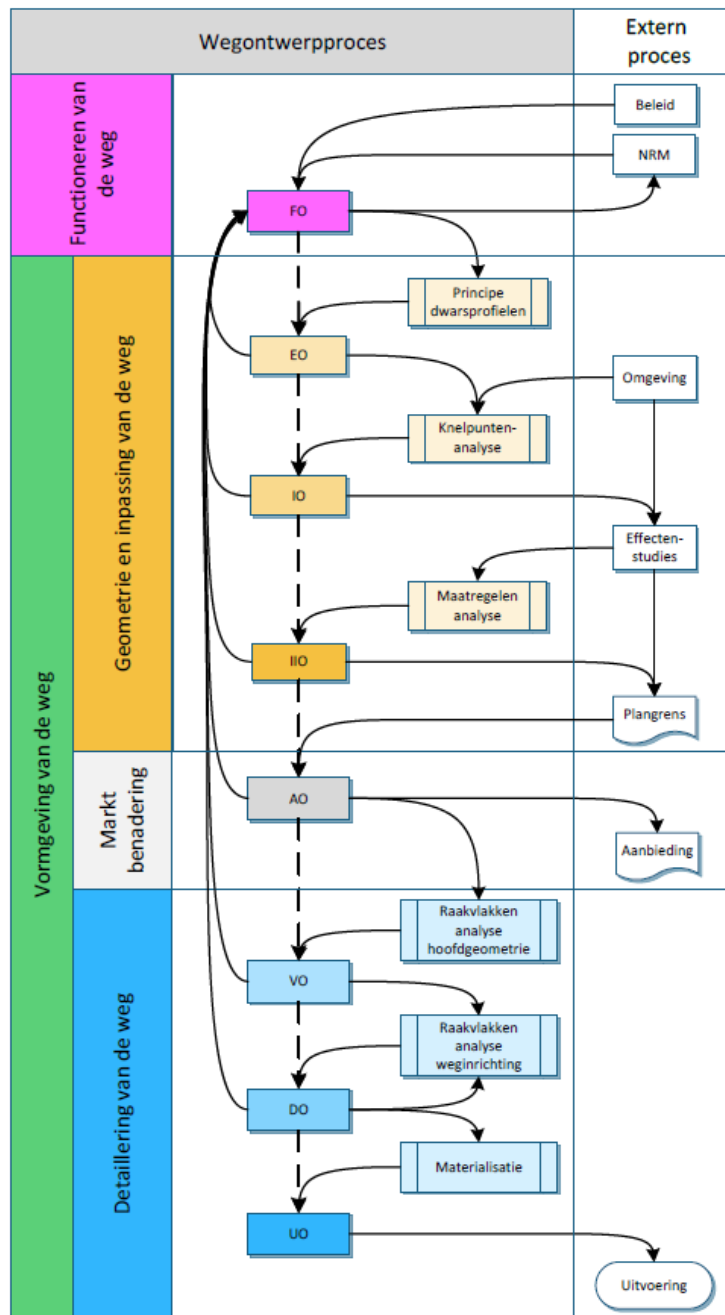 Wegontwerpproces
Extern
proces
Functioneren van
de weg
Beleid
NRM
FO
Vormgeving van de weg
Geometrie en inpassing van de weg
Principe
dwarsprofielen
EO
Omgeving
Knelpunten-
analyse
IO
Effecten-
studies
Maatregelen
analyse
IIO
Plangrens
Markt
benadering
AO
Aanbieding
Detaillering van de weg
Raakvlakken
analyse
hoofdgeometrie
VO
Raakvlakken
analyse
weginrichting
DO
Materialisatie
UO
Uitvoering